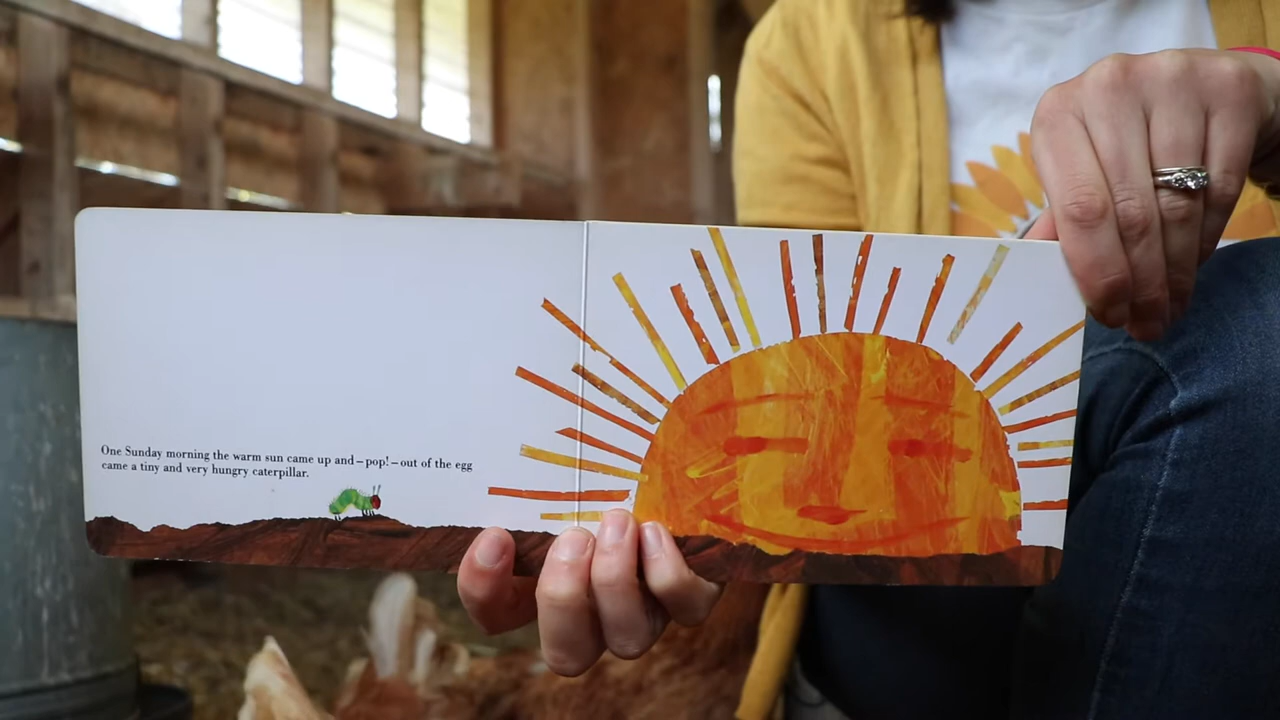 One Sunday morning the warm sun came up and – pop! – out of the egg
came a tiny and very hungry caterpillar.